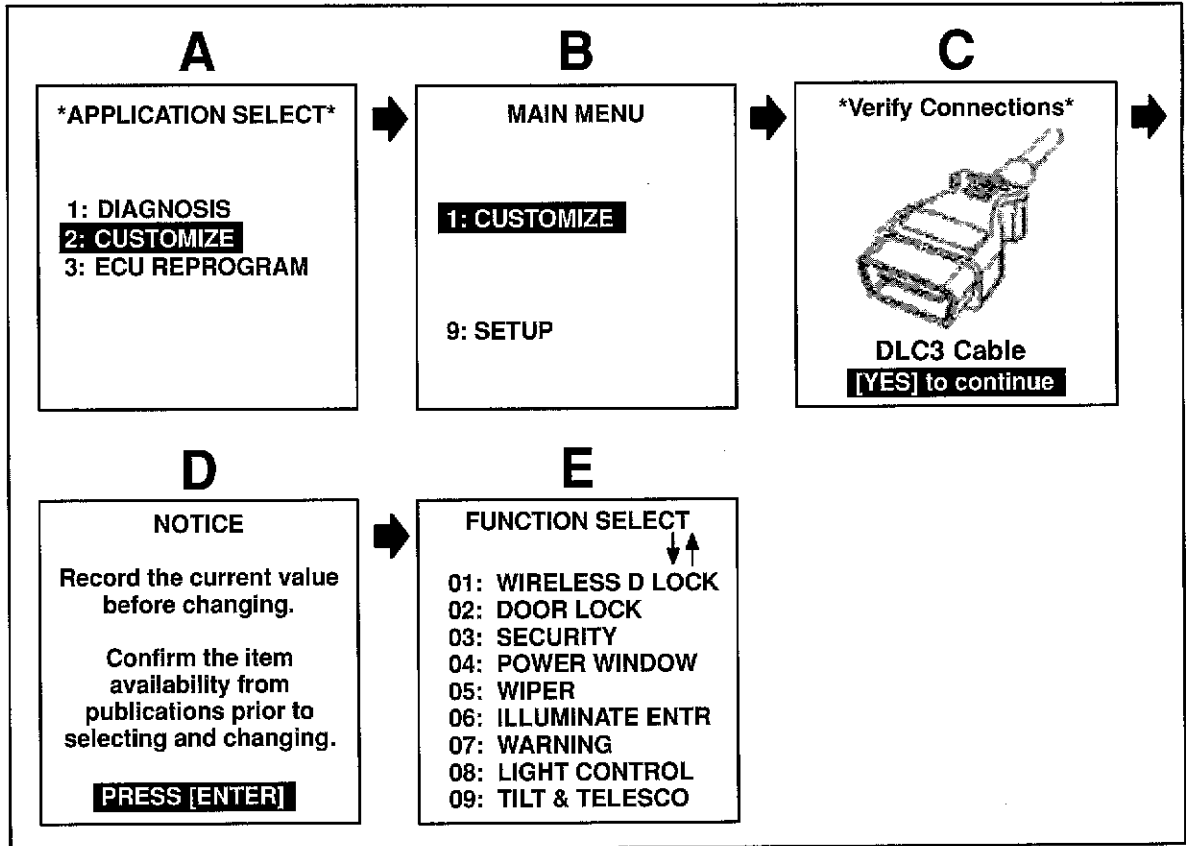 A
*APPLICATION SELECT*
1: DIAGNOSIS
2: CUSTOMIZE
3: ECU REPROGRAM
B
MAIN MENU
1: CUSTOMIZE
9: SETUP
C
*Verify Connections*
DLC3 Cable
[YES] to continue
D
NOTICE
Record the current value
before changing.
Confirm the item
availability from
publications prior to
selecting and changing.
PRESS [ENTER]
E
FUNCTION SELECT
01: WIRELESS D LOCK
02: DOOR LOCK
03: SECURITY
04: POWER WINDOW
05: WIPER
06: ILLUMINATE ENTR
07: WARNING
08: LIGHT CONTROL
09: TILT & TELESCO